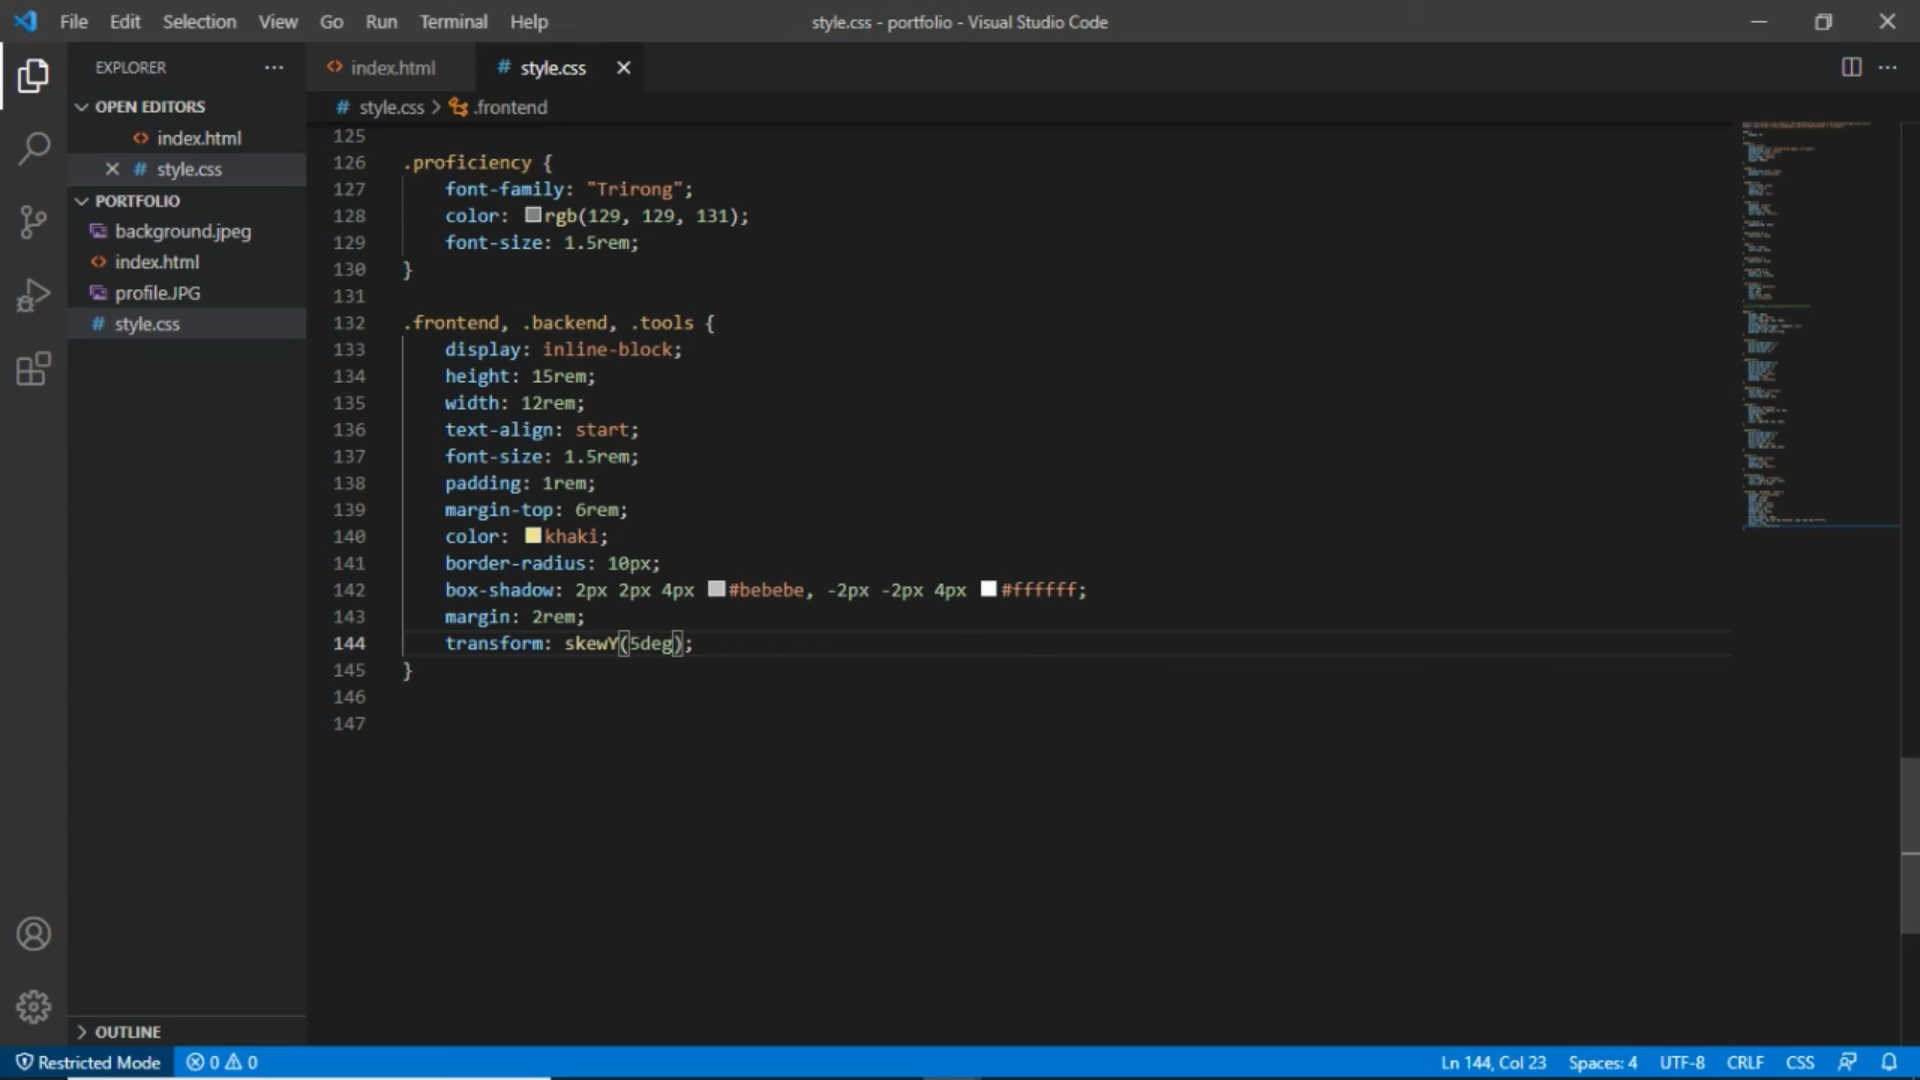 File Edit Selection View Go Run Terminal Help
style.css - portfolio - Visual Studio Code
EXPLORER
index.html
style.css
OPEN EDITORS
index.html
style.css
PORTFOLIO
background.jpeg
index.html
profile.JPG
style.css
OUTLINE
style.css > .frontend
125
126 .proficiency {
127 font-family: "Trirong";
128 color: rgb(129, 129, 131);
129 font-size: 1.5rem;
130 }
131
132 .frontend, .backend, .tools {
133 display: inline-block;
134 height: 15rem;
135 width: 12rem;
136 text-align: start;
137 font-size: 1.5rem;
138 padding: 1rem;
139 margin-top: 6rem;
140 color: khaki;
141 border-radius: 10px;
142 box-shadow: 2px 2px 4px #bebebe, -2px -2px 4px #ffffff;
143 margin: 2rem;
144 transform: skewY(5deg);
145 }
146
147
Restricted Mode 0 0 Ln 144, Col 23 Spaces: 4 UTF-8 CRLF CSS